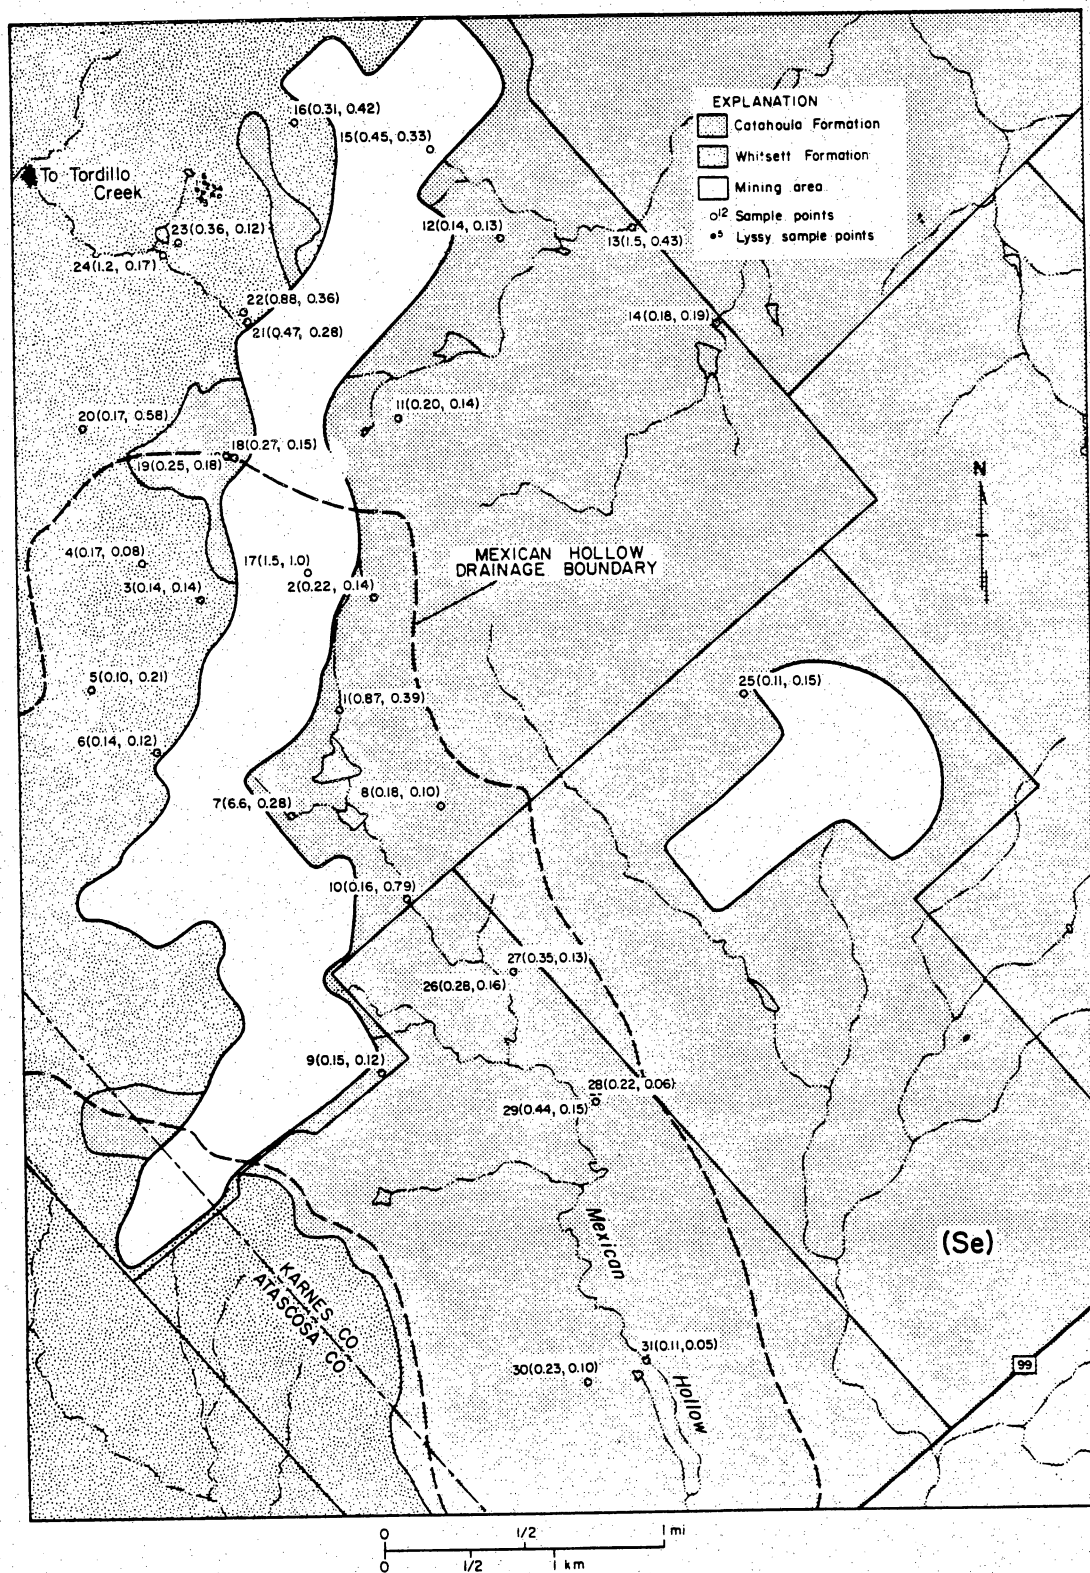 EXPLANATION
Catahoula Formation
Whitsett Formation
Mining area
12 Sample points
5 Lyssy sample points
16(0.31, 0.42)
15(0.45, 0.33)
To Tordillo
Creek
12(0.14, 0.13)
13(1.5, 0.43)
23(0.36, 0.12)
24(1.2, 0.17)
22(0.88, 0.36)
21(0.47, 0.28)
14(0.18, 0.19)
11(0.20, 0.14)
20(0.17, 0.58)
18(0.27, 0.15)
19(0.25, 0.18)
N
4(0.17, 0.08)
17(1.5, 1.0)
MEXICAN HOLLOW
DRAINAGE BOUNDARY
3(0.14, 0.14)
2(0.22, 0.14)
5(0.10, 0.21)
25(0.11, 0.15)
1(0.87, 0.39)
6(0.14, 0.12)
7(6.6, 0.28)
8(0.18, 0.10)
10(0.16, 0.79)
27(0.35, 0.13)
26(0.28, 0.16)
9(0.15, 0.12)
28(0.22, 0.06)
29(0.44, 0.15)
Mexican
(Se)
KARNES CO
ATASCOSA CO
31(0.11, 0.05)
30(0.23, 0.10)
99
Hollow
0 1/2 1 mi
0 1/2 1 km